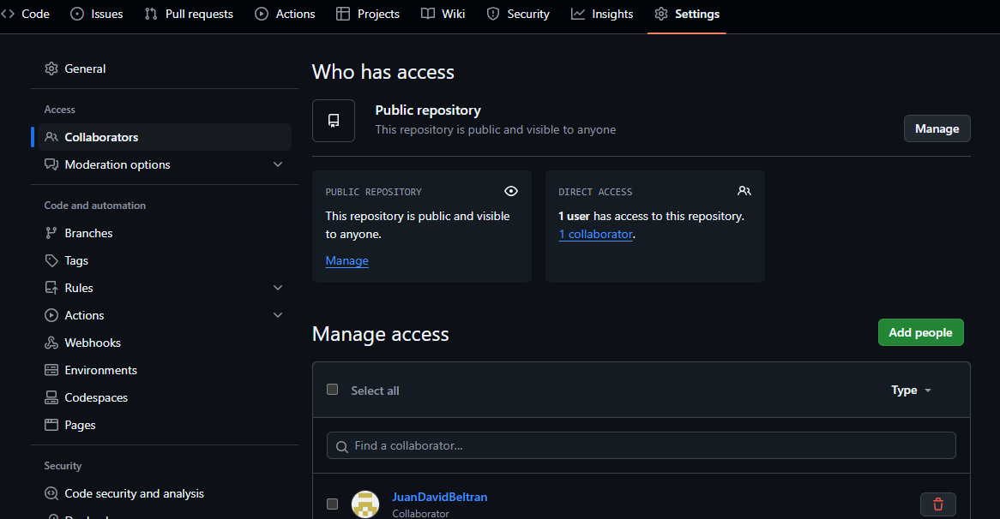 Code Issues Pull requests Actions Projects Wiki Security Insights Settings
General
Access
Collaborators
Moderation options
Code and automation
Branches
Tags
Rules
Actions
Webhooks
Environments
Codespaces
Pages
Security
Code security and analysis
Who has access
Public repository
This repository is public and visible to anyone
Manage
PUBLIC REPOSITORY
This repository is public and visible
to anyone.
Manage
DIRECT ACCESS
1 user has access to this repository.
1 collaborator.
Manage access
Add people
Select all
Type
Find a collaborator...
JuanDavidBeltran
Collaborator